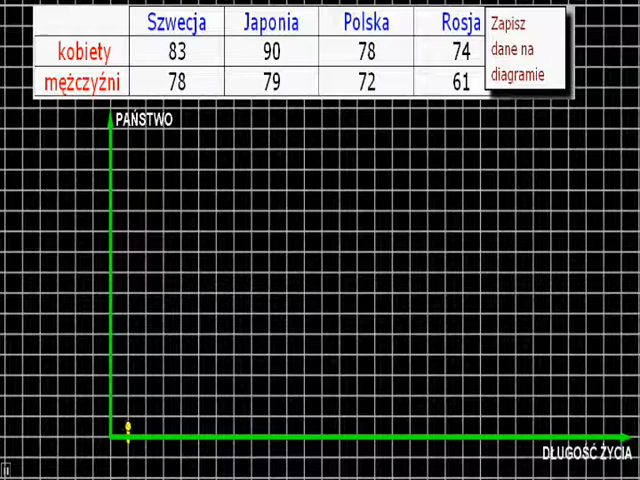 Szwecja Japonia Polska Rosja
kobiety 83 90 78 74
mężczyźni 78 79 72 61
Zapisz
dane na
diagramie
PAŃSTWO
DŁUGOŚĆ ŻYCIA